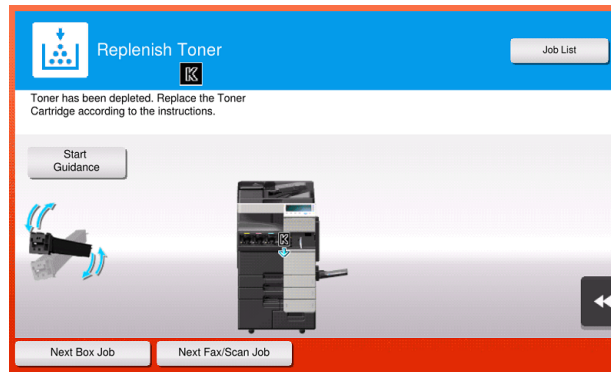 Replenish Toner
K
Job List
Toner has been depleted. Replace the Toner
Cartridge according to the instructions.
Start
Guidance
K
Next Box Job
Next Fax/Scan Job